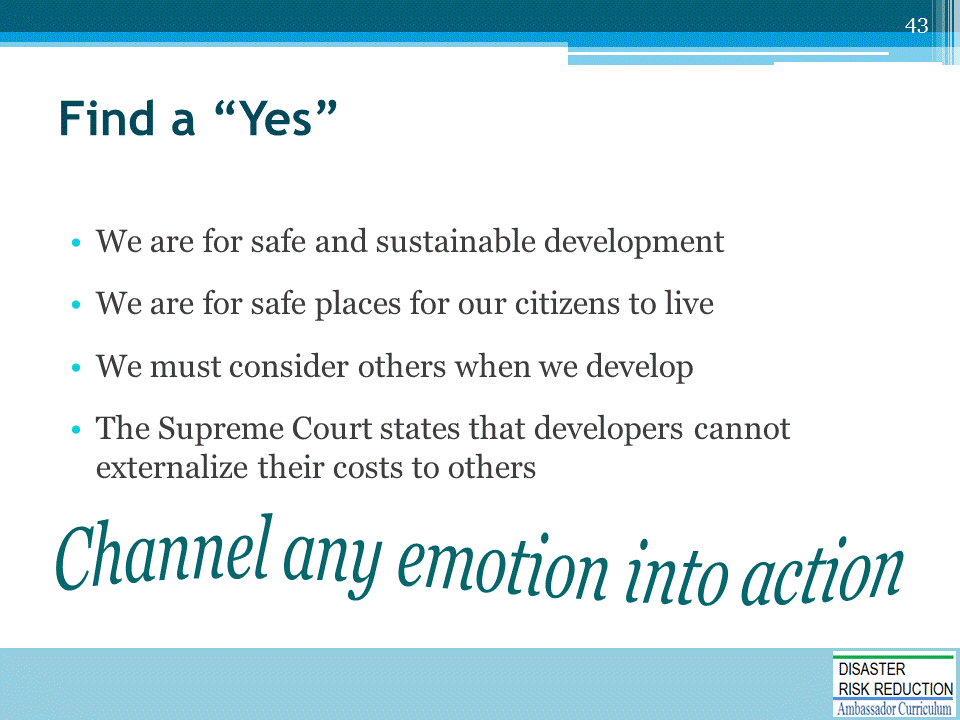 43
Find a “Yes”
• We are for safe and sustainable development
• We are for safe places for our citizens to live
• We must consider others when we develop
• The Supreme Court states that developers cannot
externalize their costs to others
Channel any emotion into action
DISASTER
RISK REDUCTION
Ambassador Curriculum